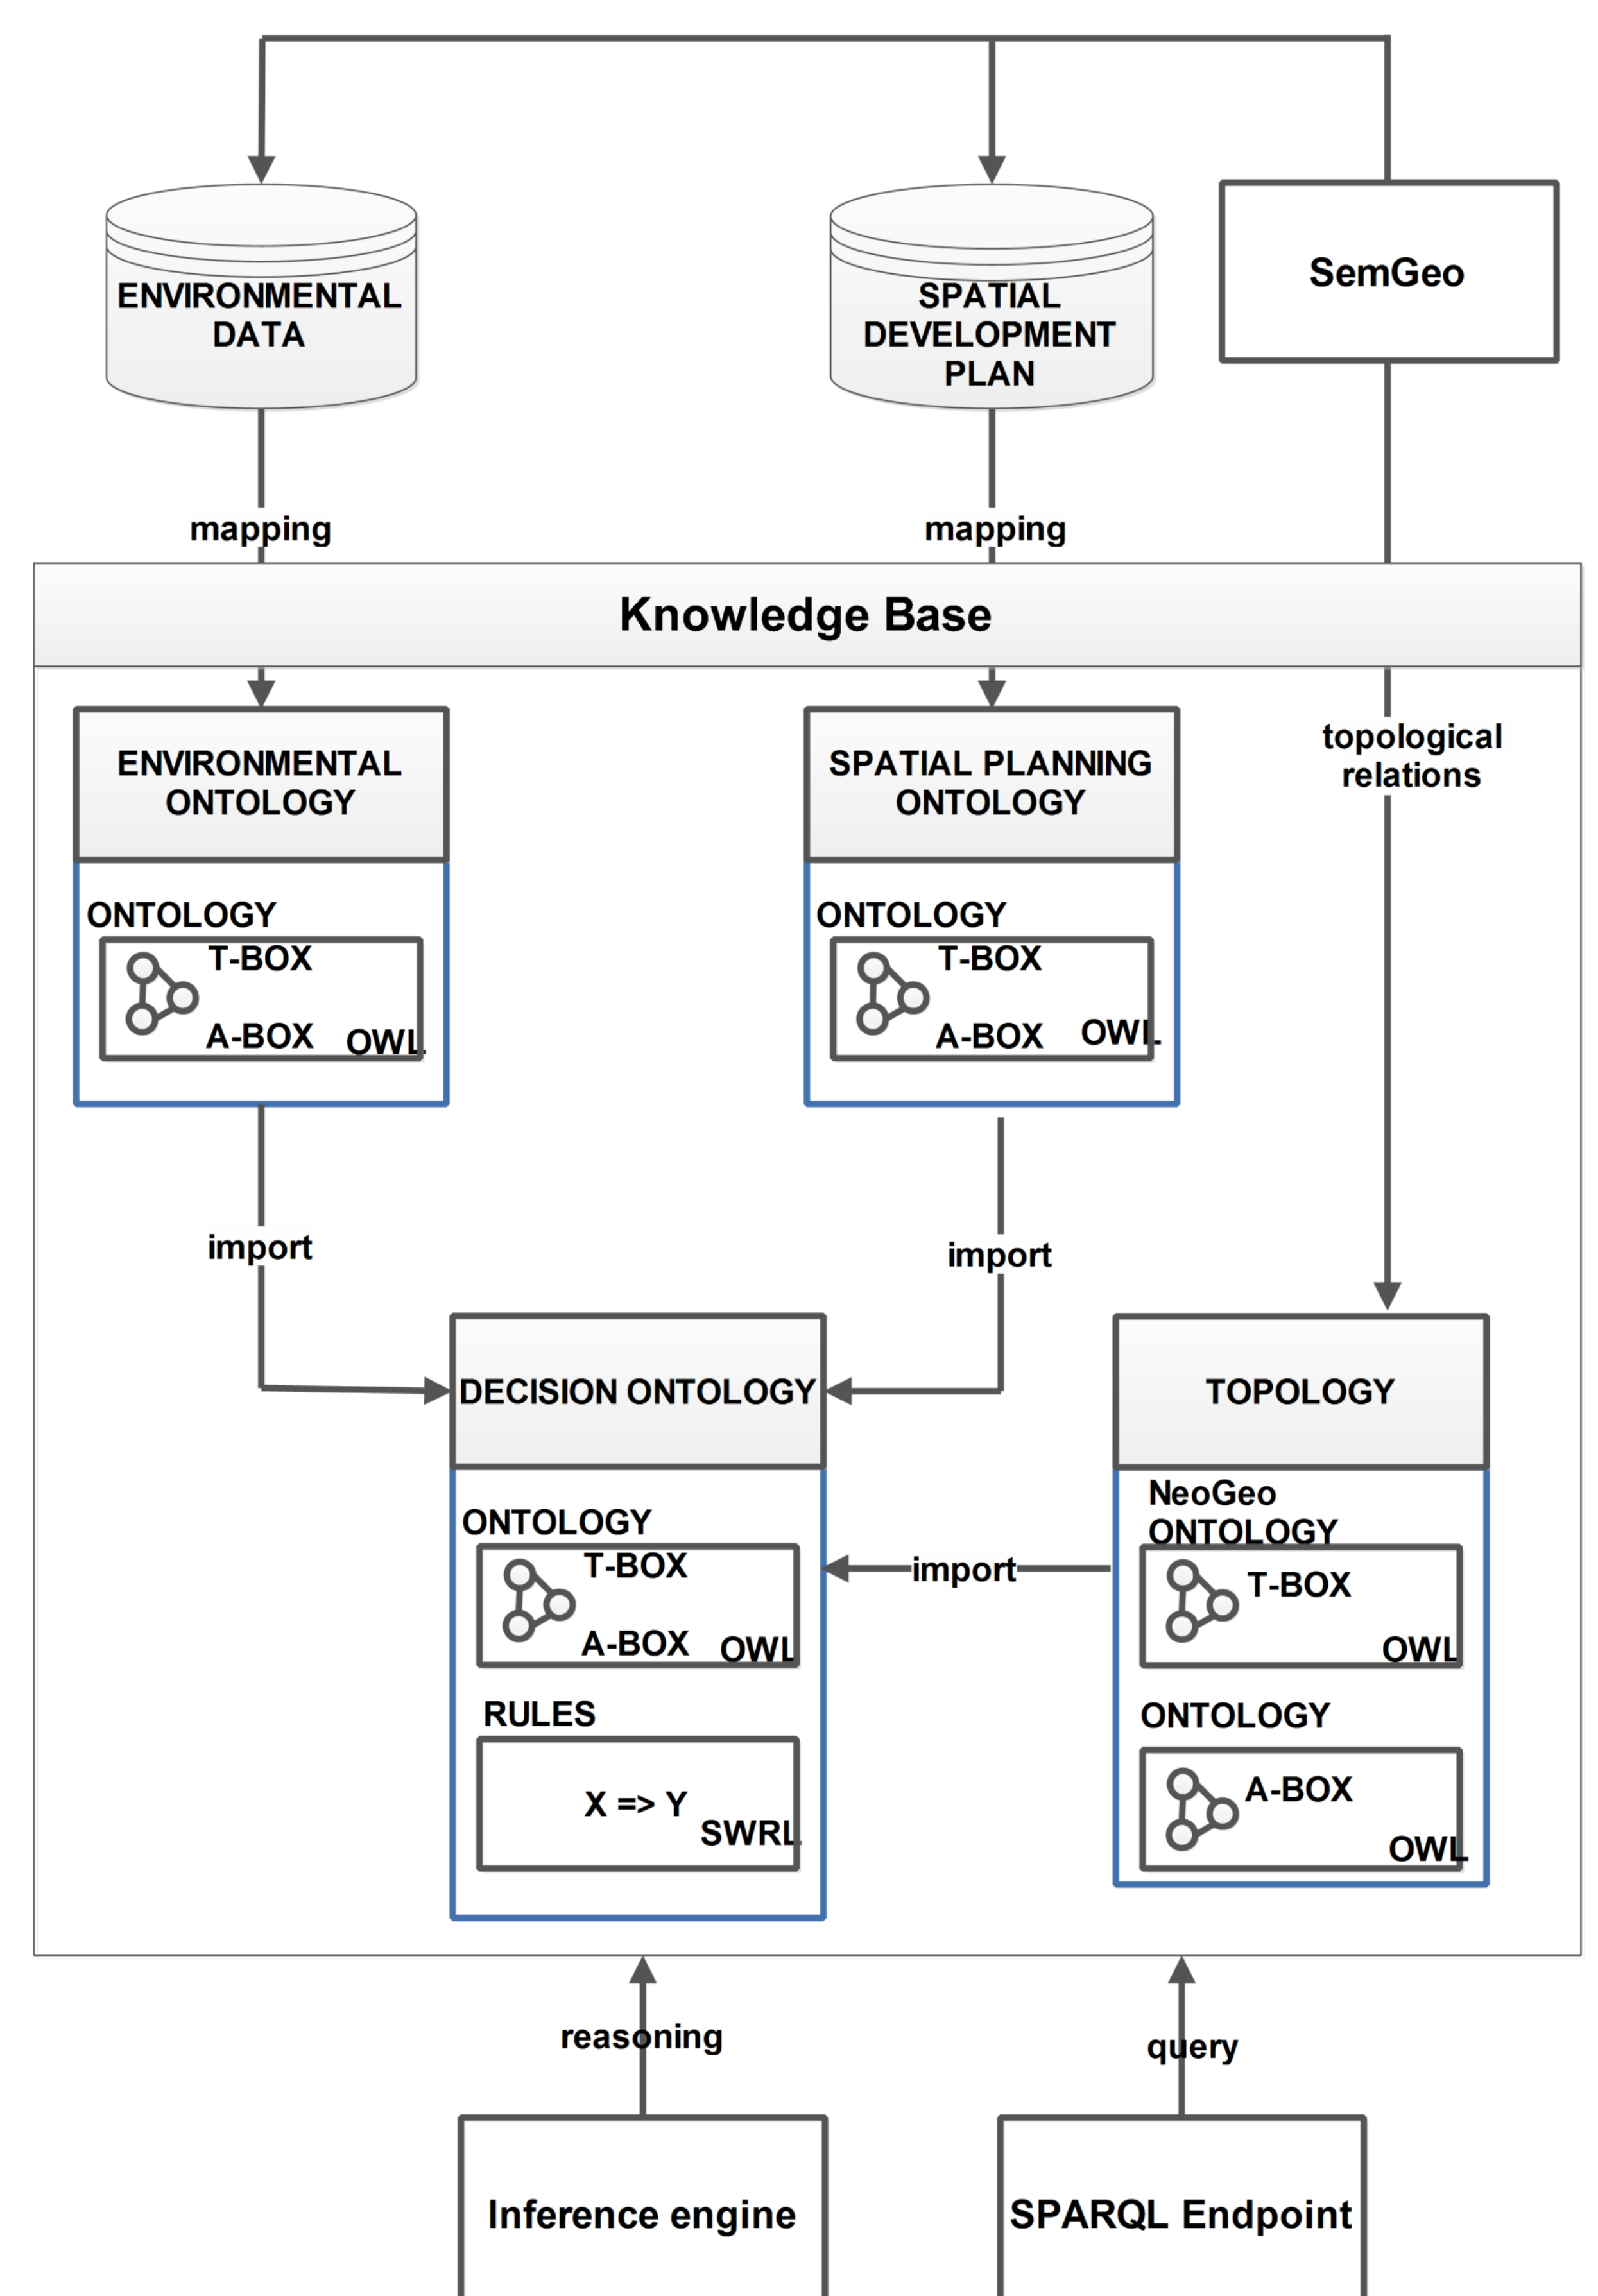 ENVIRONMENTAL
DATA
SPATIAL
DEVELOPMENT
PLAN
SemGeo
mapping
mapping
Knowledge Base
ENVIRONMENTAL
ONTOLOGY
SPATIAL PLANNING
ONTOLOGY
topological
relations
ONTOLOGY
T-BOX
A-BOX
OWL
ONTOLOGY
T-BOX
A-BOX
OWL
import
import
DECISION ONTOLOGY
TOPOLOGY
ONTOLOGY
T-BOX
A-BOX
OWL
import
NeoGeo
ONTOLOGY
T-BOX
OWL
RULES
X => Y
SWRL
ONTOLOGY
A-BOX
OWL
reasoning
query
Inference engine
SPARQL Endpoint